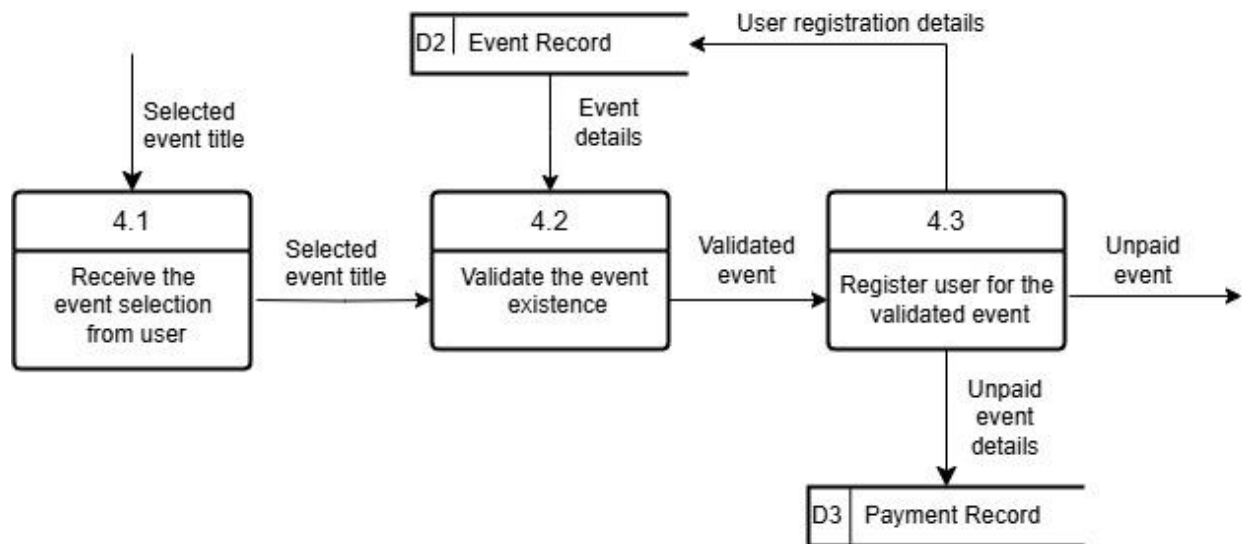 User registration details
D2 Event Record
Selected
event title
Event
details
4.1
4.2
4.3
Receive the
event selection
from user
Selected
event title
Validate the event
existence
Validated
event
Register user for the
validated event
Unpaid
event
Unpaid
event
details
D3 Payment Record